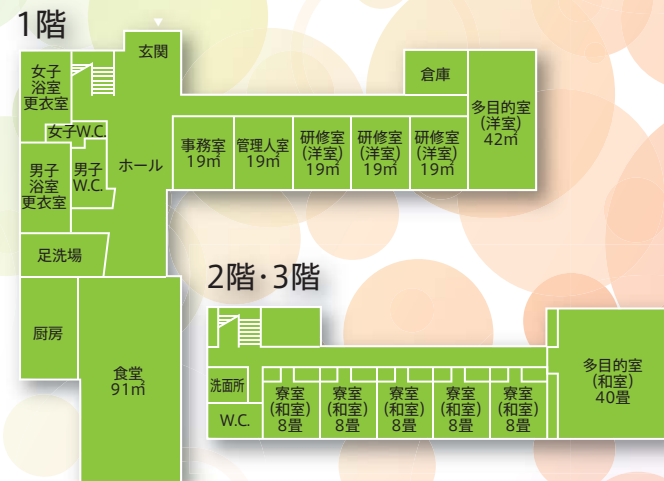 1階
玄関
女子
浴室
更衣室
女子W.C.
男子
浴室
更衣室
男子
W.C.
ホール
足洗場
厨房
食堂
91㎡
事務室
19㎡
管理人室
19㎡
研修室
(洋室)
19㎡
研修室
(洋室)
19㎡
研修室
(洋室)
19㎡
倉庫
多目的室
(洋室)
42㎡
2階・3階
洗面所
W.C.
寮室
(和室)
8畳
寮室
(和室)
8畳
寮室
(和室)
8畳
寮室
(和室)
8畳
寮室
(和室)
8畳
多目的室
(和室)
40畳